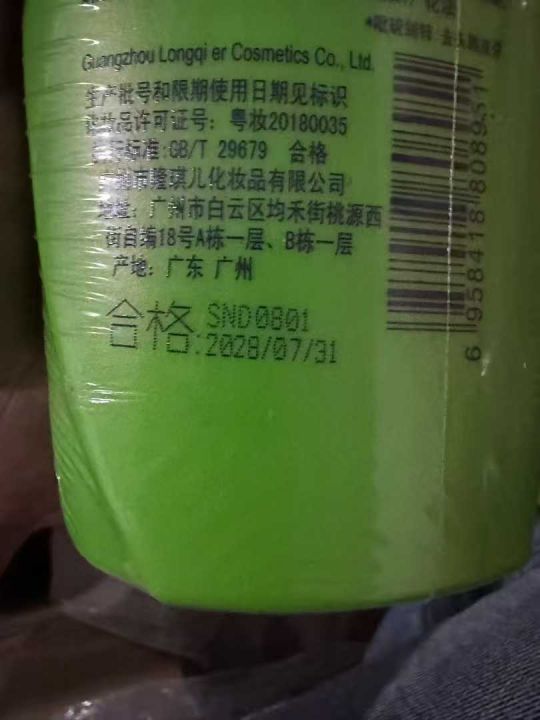 Guangzhou Longqi er Cosmetics Co., Ltd.
生产批号和限期使用日期见标识
化妆品许可证号：粤妆20180035
执行标准:GB/T 29679 合格
广州市隆琪儿化妆品有限公司
地址：广州市白云区均禾街桃源西
街自编18号A栋一层、B栋一层
产地：广东 广州
合格:SND0801
2028/07/31
6 958418 808951